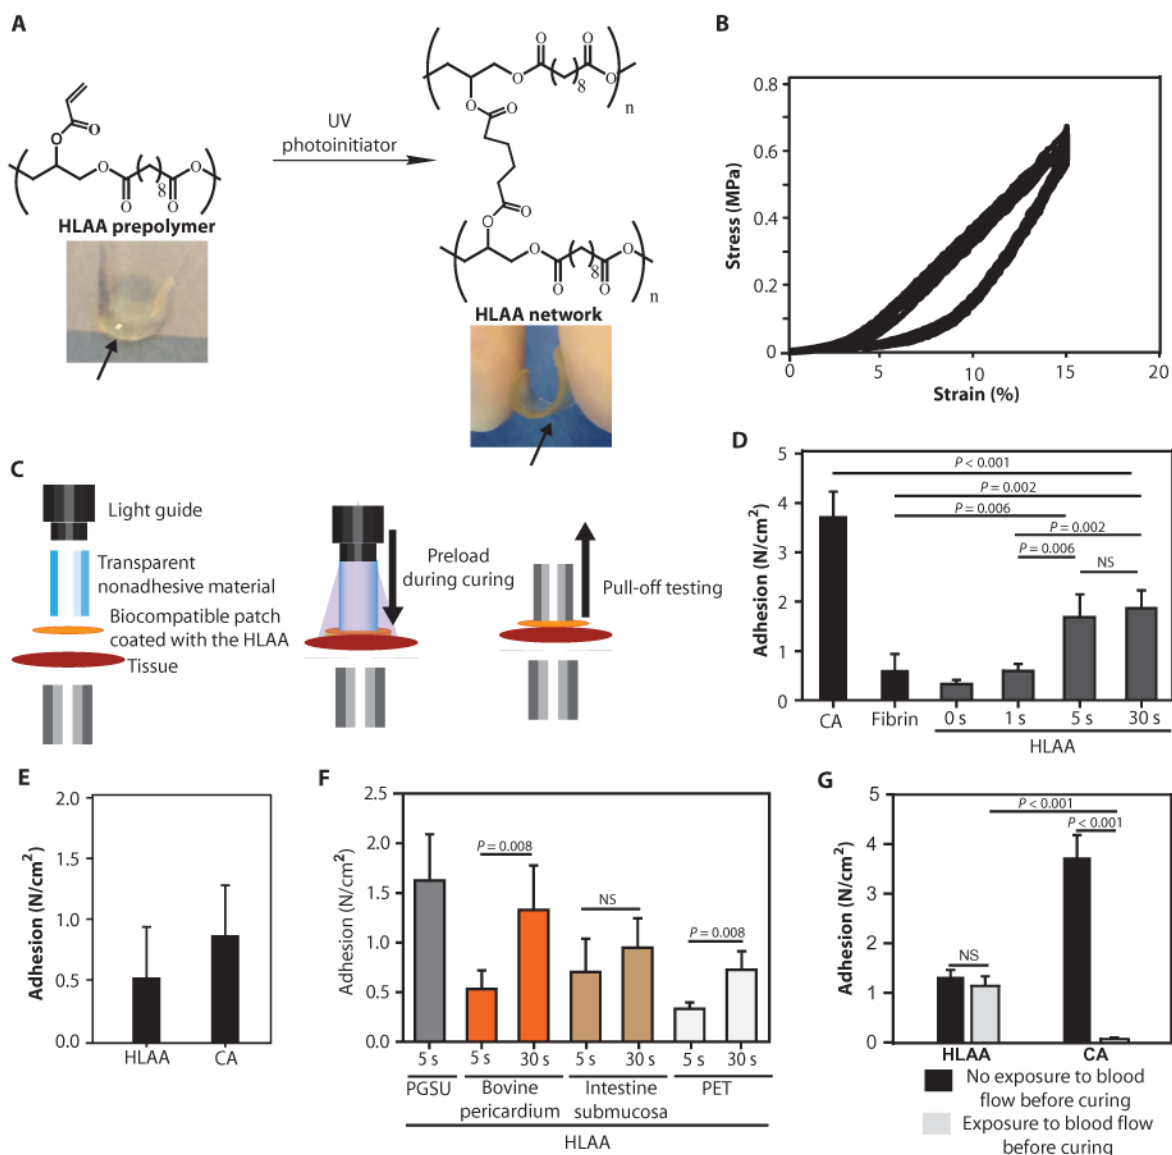 A
O
O
O
O
O
8
n
O
O
O
O
8
O
O
HLAA prepolymer
UV
photoinitiator
O
O
O
O
O
8
n
HLAA network
B
0.8
0.6
0.4
0.2
0
0
5
10
15
20
Stress (MPa)
Strain (%)
C
Light guide
Transparent
nonadhesive material
Biocompatible patch
coated with the HLAA
Tissue
Preload
during curing
Pull-off testing
D
5
4
3
2
1
0
Adhesion (N/cm²)
P < 0.001
P = 0.002
P = 0.006
P = 0.002
P = 0.006
NS
CA
Fibrin
0 s
1 s
5 s
30 s
HLAA
E
2.0
1.5
1.0
0.5
0.0
Adhesion (N/cm²)
HLAA
CA
F
2.5
2.0
1.5
1.0
0.5
0.0
Adhesion (N/cm²)
P = 0.008
NS
P = 0.008
5 s
5 s
30 s
5 s
30 s
5 s
30 s
PGSU
Bovine
pericardium
Intestine
submucosa
PET
HLAA
G
5
4
3
2
1
0
Adhesion (N/cm²)
P < 0.001
P < 0.001
NS
HLAA
CA
No exposure to blood
flow before curing
Exposure to blood flow
before curing